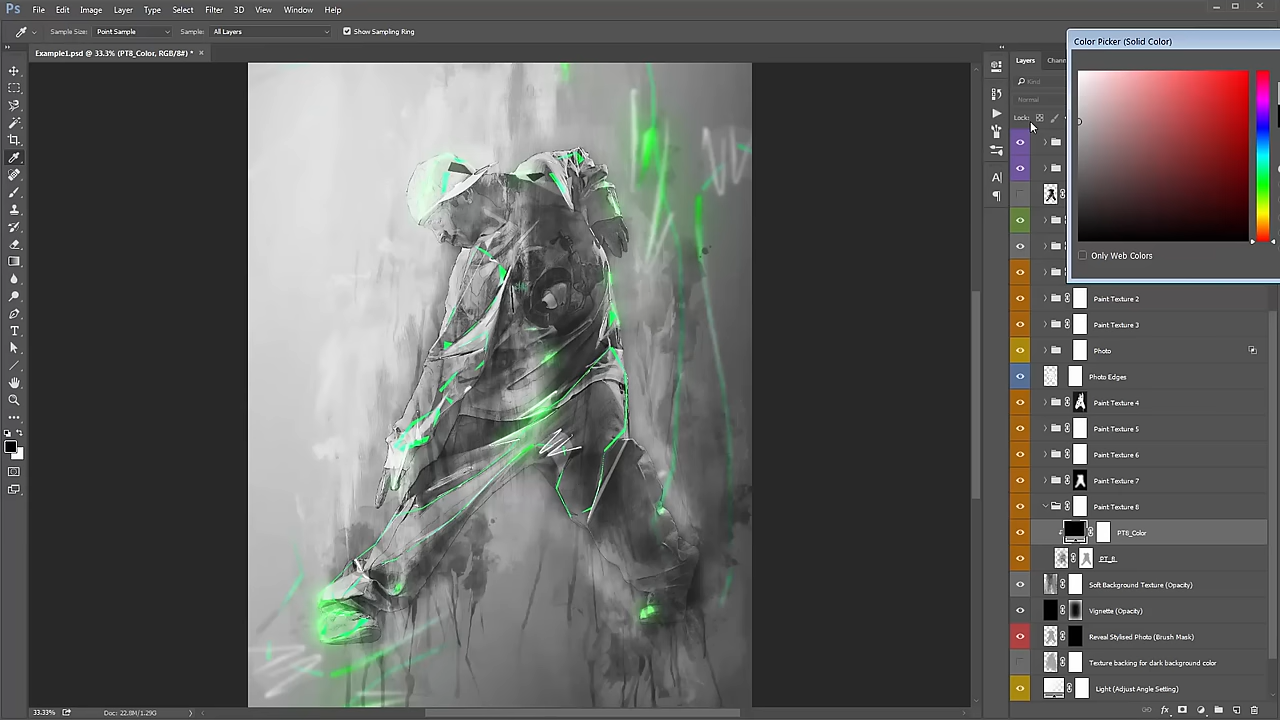 Ps File Edit Image Layer Type Select Filter 3D View Window Help
Sample Size: Point Sample Sample: All Layers Show Sampling Ring
Example1.psd @ 33.3% (PT8_Color, RGB/8#) *
Color Picker (Solid Color)
Only Web Colors
Layers Chann
Kind
Normal
Lock:
Paint Texture 2
Paint Texture 3
Photo
Photo Edges
Paint Texture 4
Paint Texture 5
Paint Texture 6
Paint Texture 7
Paint Texture 8
PT8_Color
PT_8
Soft Background Texture (Opacity)
Vignette (Opacity)
Reveal Stylised Photo (Brush Mask)
Texture backing for dark background color
Light (Adjust Angle Setting)
33.33% Doc: 22.8M/1.29G